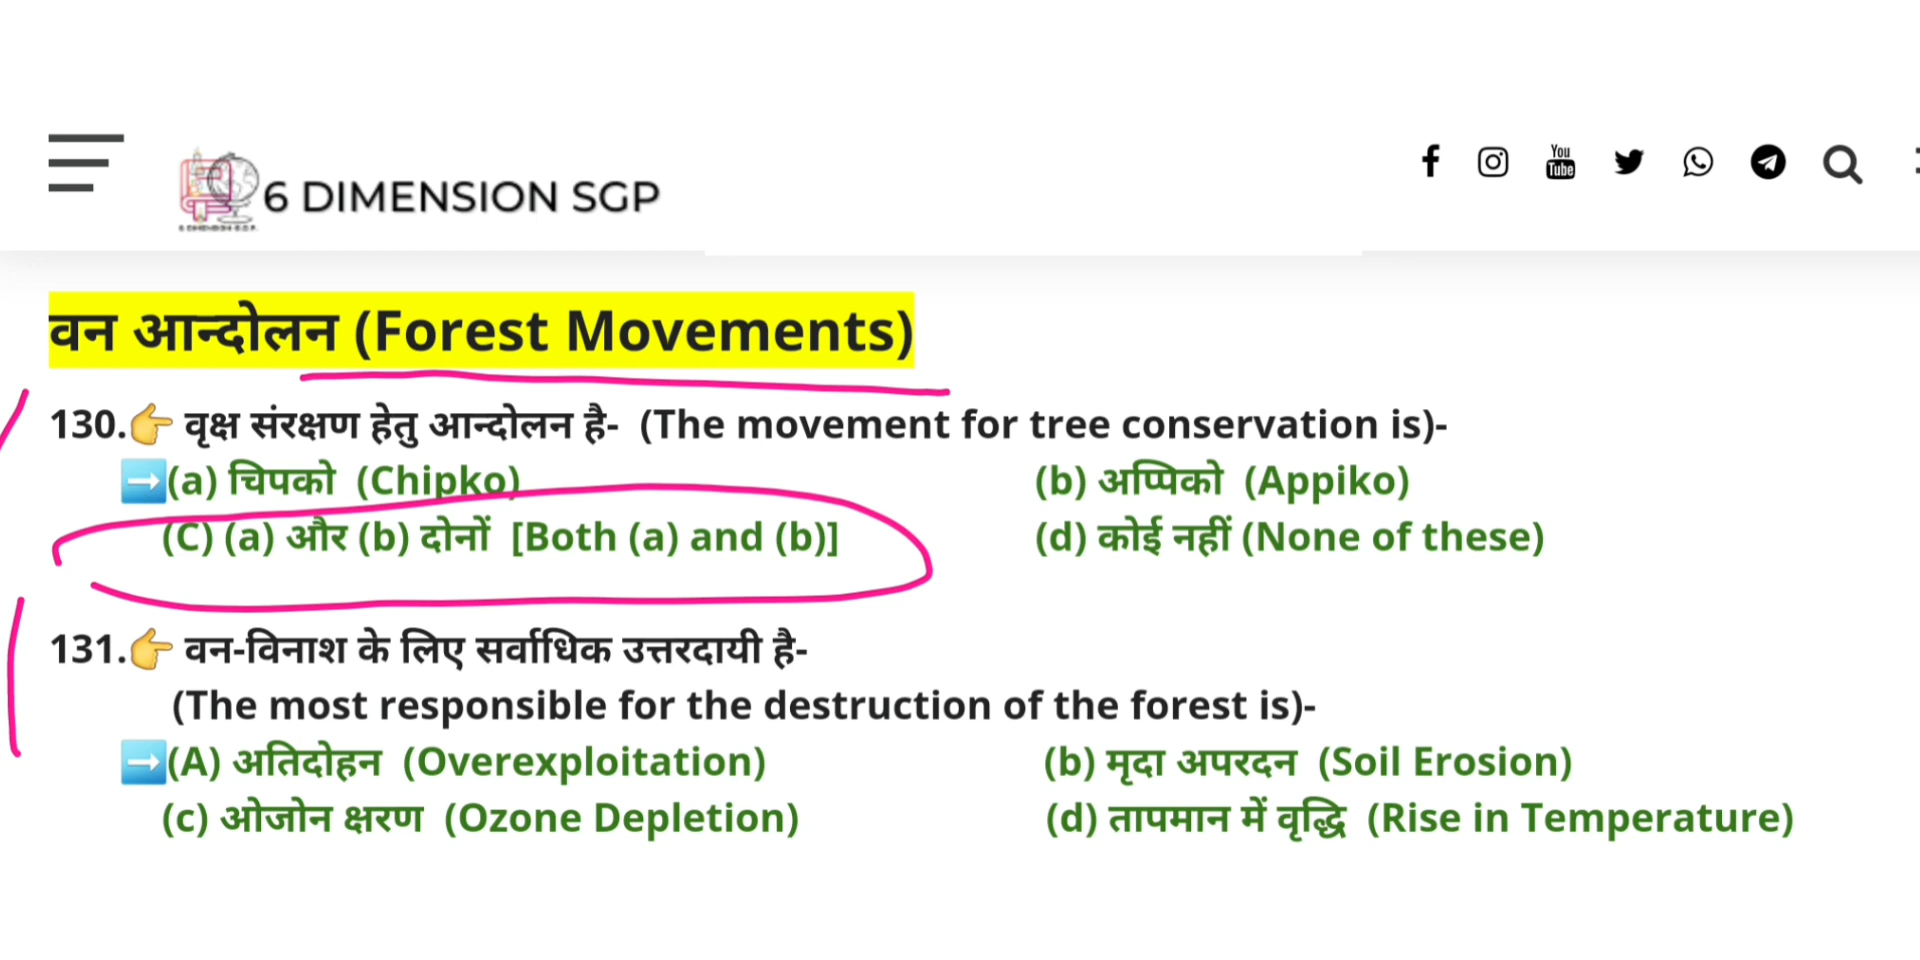 6 DIMENSION SGP
You
Tube
वन आन्दोलन (Forest Movements)
130.👉 वृक्ष संरक्षण हेतु आन्दोलन है- (The movement for tree conservation is)-
➡(a) चिपको (Chipko) (b) अप्पिको (Appiko)
(C) (a) और (b) दोनों [Both (a) and (b)] (d) कोई नहीं (None of these)
131.👉 वन-विनाश के लिए सर्वाधिक उत्तरदायी है-
(The most responsible for the destruction of the forest is)-
➡(A) अतिदोहन (Overexploitation) (b) मृदा अपरदन (Soil Erosion)
(c) ओजोन क्षरण (Ozone Depletion) (d) तापमान में वृद्धि (Rise in Temperature)